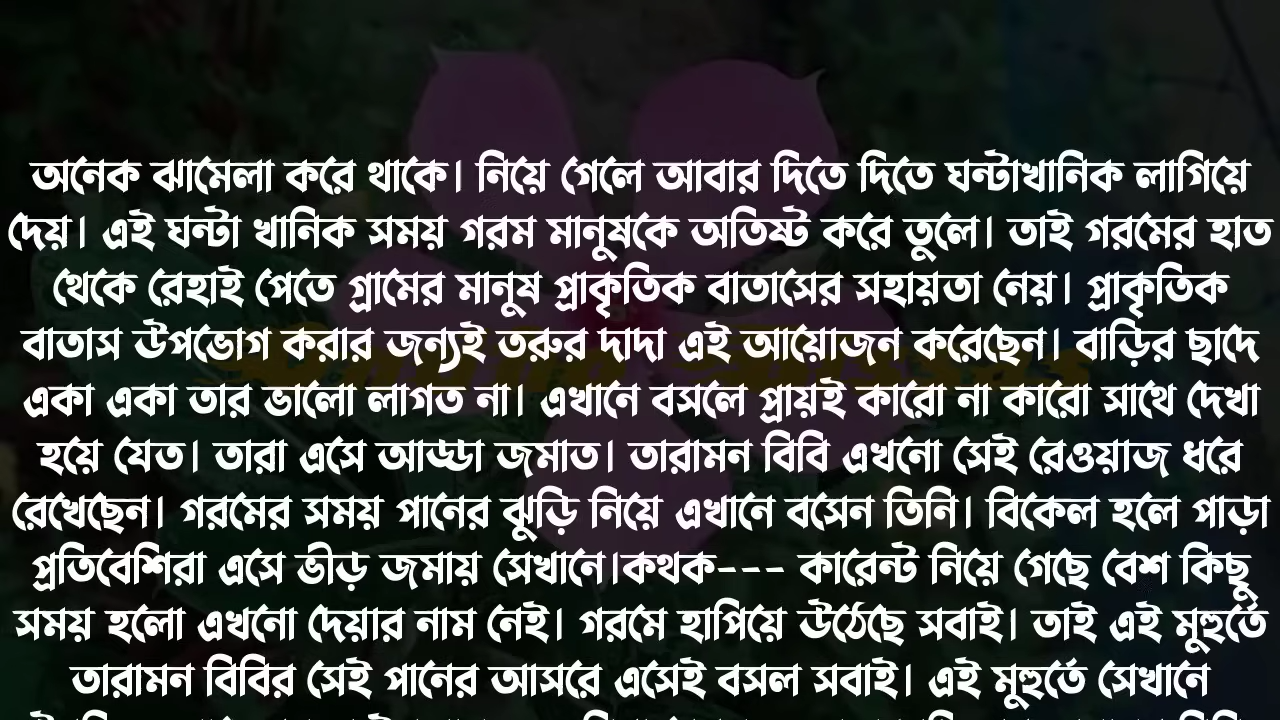 অনেক ঝামেলা করে থাকে। নিয়ে গেলে আবার দিতে দিতে ঘন্টাখানিক লাগিয়ে
দেয়। এই ঘন্টা খানিক সময় গরম মানুষকে অতিষ্ট করে তুলে। তাই গরমের হাত
থেকে রেহাই পেতে গ্রামের মানুষ প্রাকৃতিক বাতাসের সহায়তা নেয়। প্রাকৃতিক
বাতাস উপভোগ করার জন্যই তরুর দাদা এই আয়োজন করেছেন। বাড়ির ছাদে
একা একা তার ভালো লাগত না। এখানে বসলে প্রায়ই কারো না কারো সাথে দেখা
হয়ে যেত। তারা এসে আড্ডা জমাত। তারামন বিবি এখনো সেই রেওয়াজ ধরে
রেখেছেন। গরমের সময় পানের ঝুড়ি নিয়ে এখানে বসেন তিনি। বিকেল হলে পাড়া
প্রতিবেশিরা এসে ভীড় জমায় সেখানে।কথক--- কারেন্ট নিয়ে গেছে বেশ কিছু
সময় হলো এখনো দেয়ার নাম নেই। গরমে হাপিয়ে উঠেছে সবাই। তাই এই মুহুর্তে
তারামন বিবির সেই পানের আসরে এসেই বসল সবাই। এই মুহুর্তে সেখানে